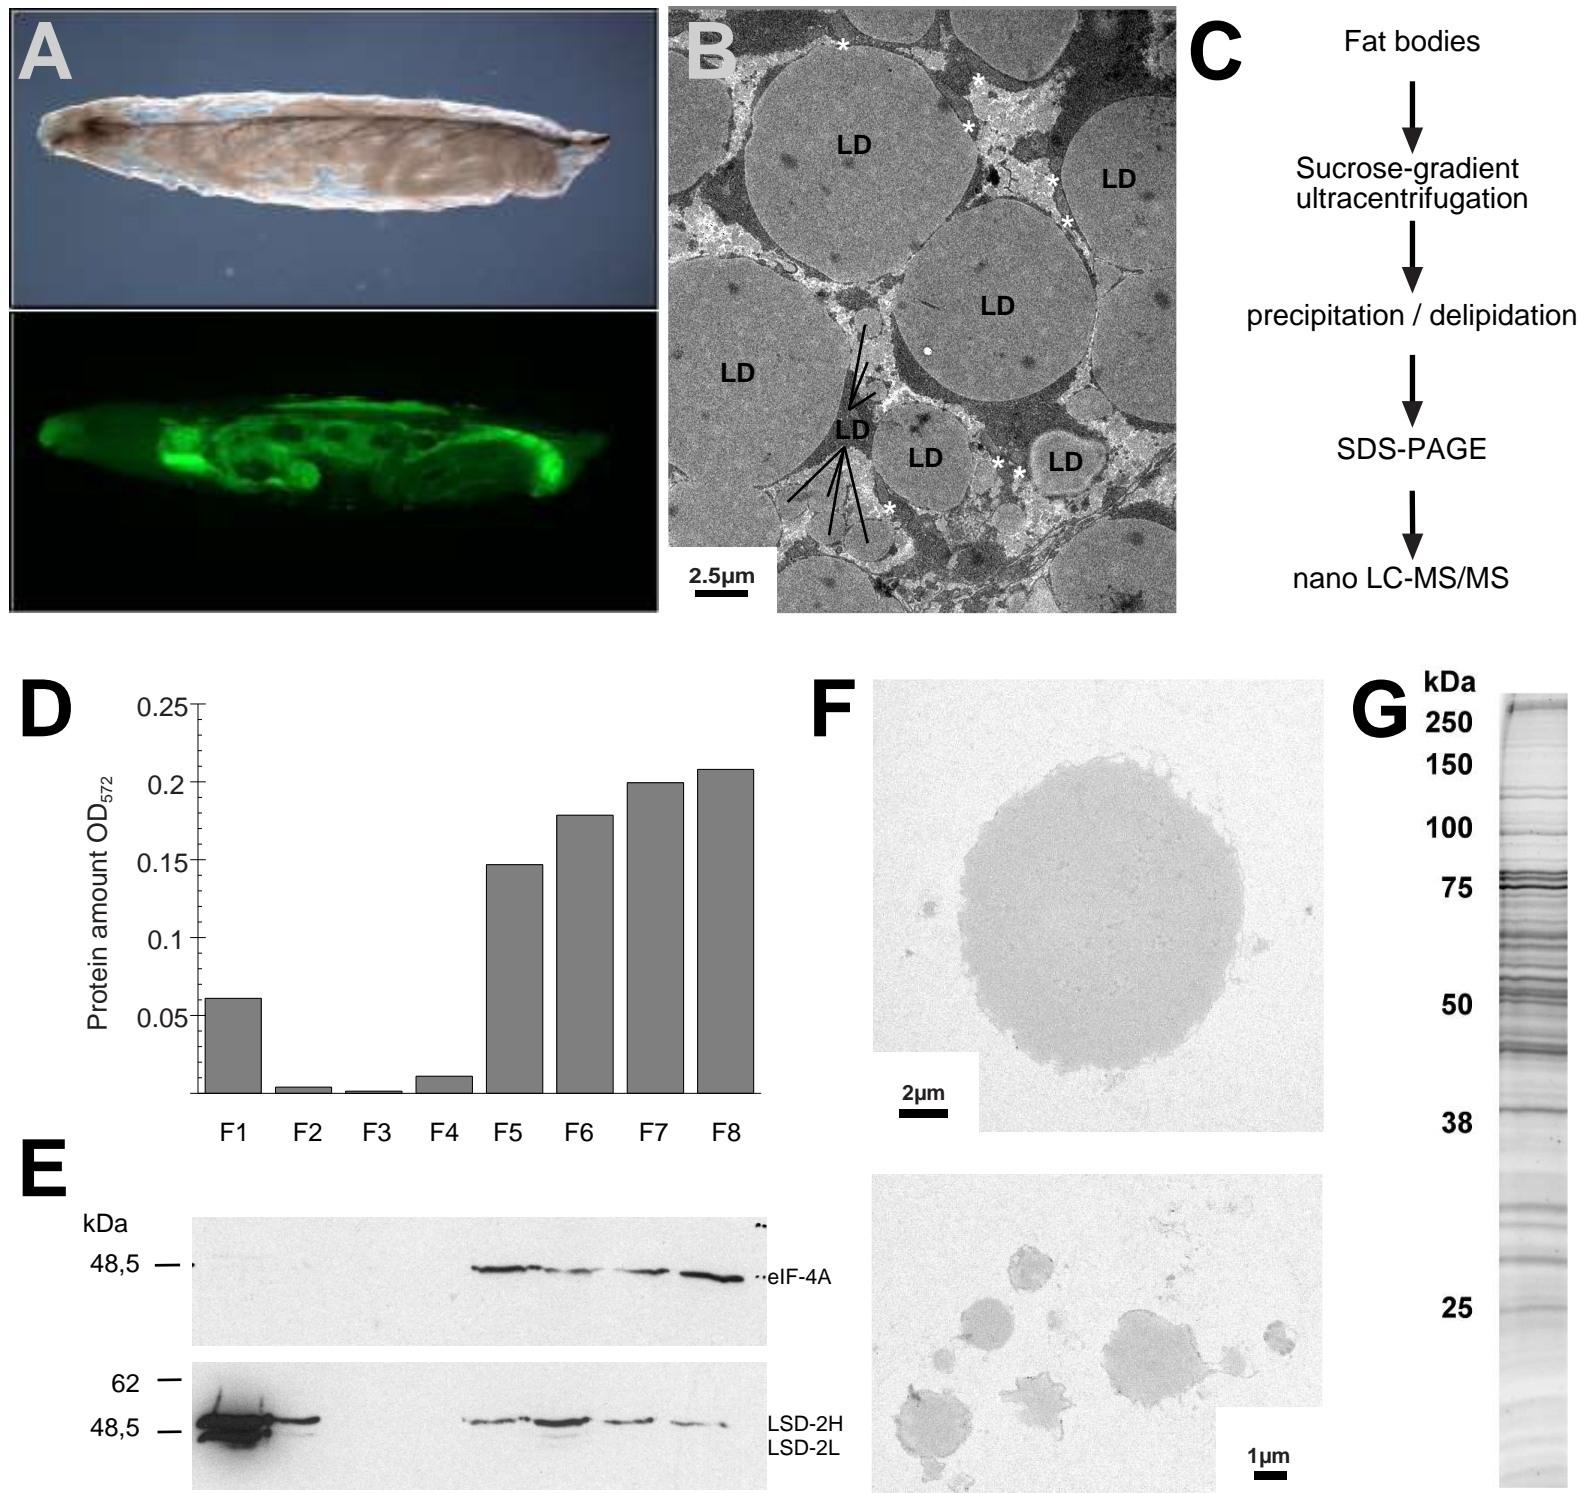 A
B
LD
LD
LD
LD
LD
LD
LD
2.5µm
C
Fat bodies
Sucrose-gradient
ultracentrifugation
precipitation / delipidation
SDS-PAGE
nano LC-MS/MS
D
Protein amount OD572
0.25
0.2
0.15
0.1
0.05
F1 F2 F3 F4 F5 F6 F7 F8
E
kDa
48,5
eIF-4A
62
48,5
LSD-2H
LSD-2L
F
2µm
1µm
G
kDa
250
150
100
75
50
38
25